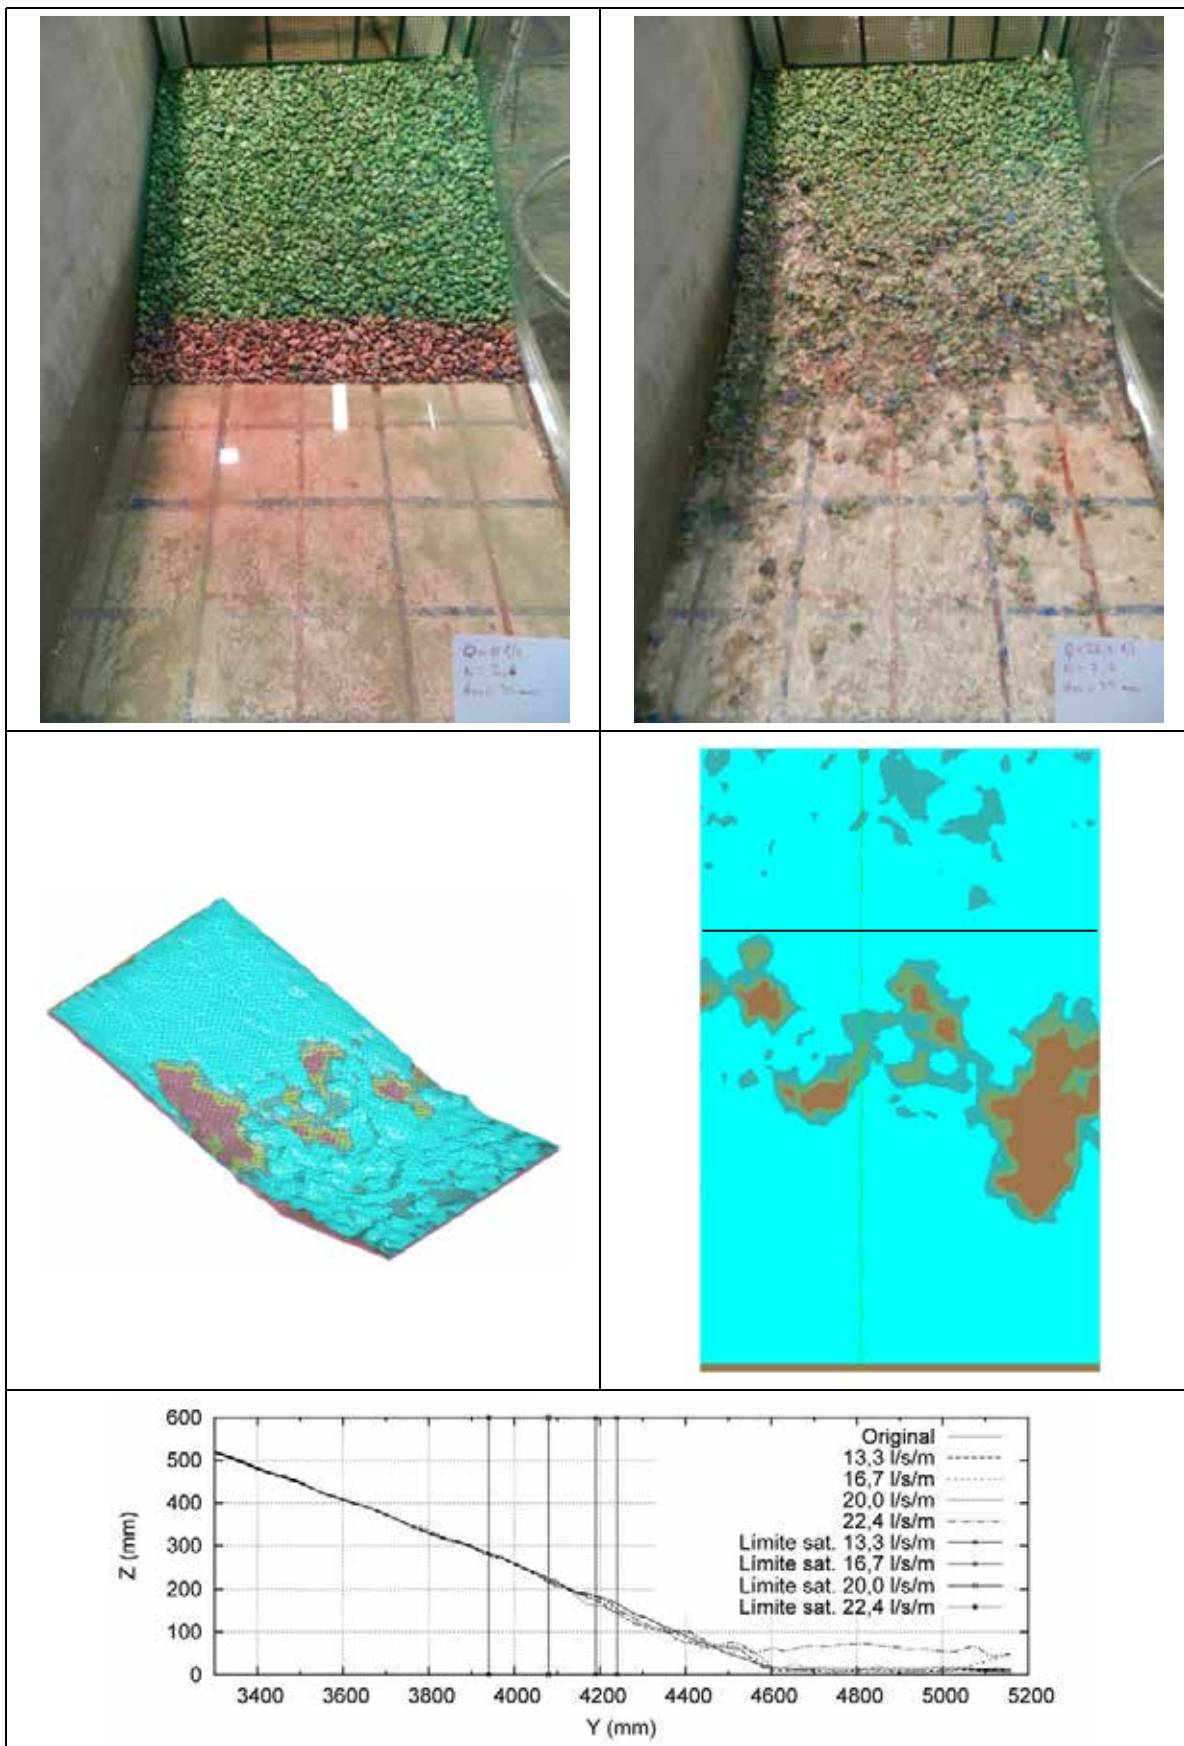 600
500
400
300
200
100
0
Z (mm)
3400 3600 3800 4000 4200 4400 4600 4800 5000 5200
Y (mm)
Original
13,3 l/s/m
16,7 l/s/m
20,0 l/s/m
22,4 l/s/m
Límite sat. 13,3 l/s/m
Límite sat. 16,7 l/s/m
Límite sat. 20,0 l/s/m
Límite sat. 22,4 l/s/m